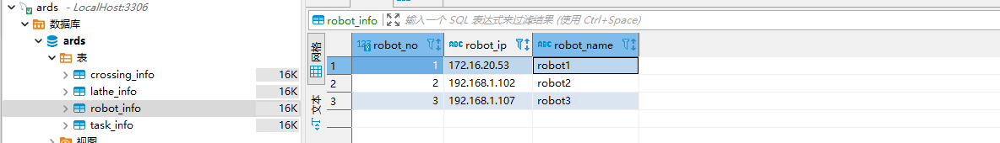 ards - LocalHost:3306
数据库
ards
表
crossing_info 16K
lathe_info 16K
robot_info 16K
task_info 16K
视图
robot_info 输入一个 SQL 表达式来过滤结果 (使用 Ctrl+Space)
网格
文本
123 robot_no ABC robot_ip ABC robot_name
1 1 172.16.20.53 robot1
2 2 192.168.1.102 robot2
3 3 192.168.1.107 robot3